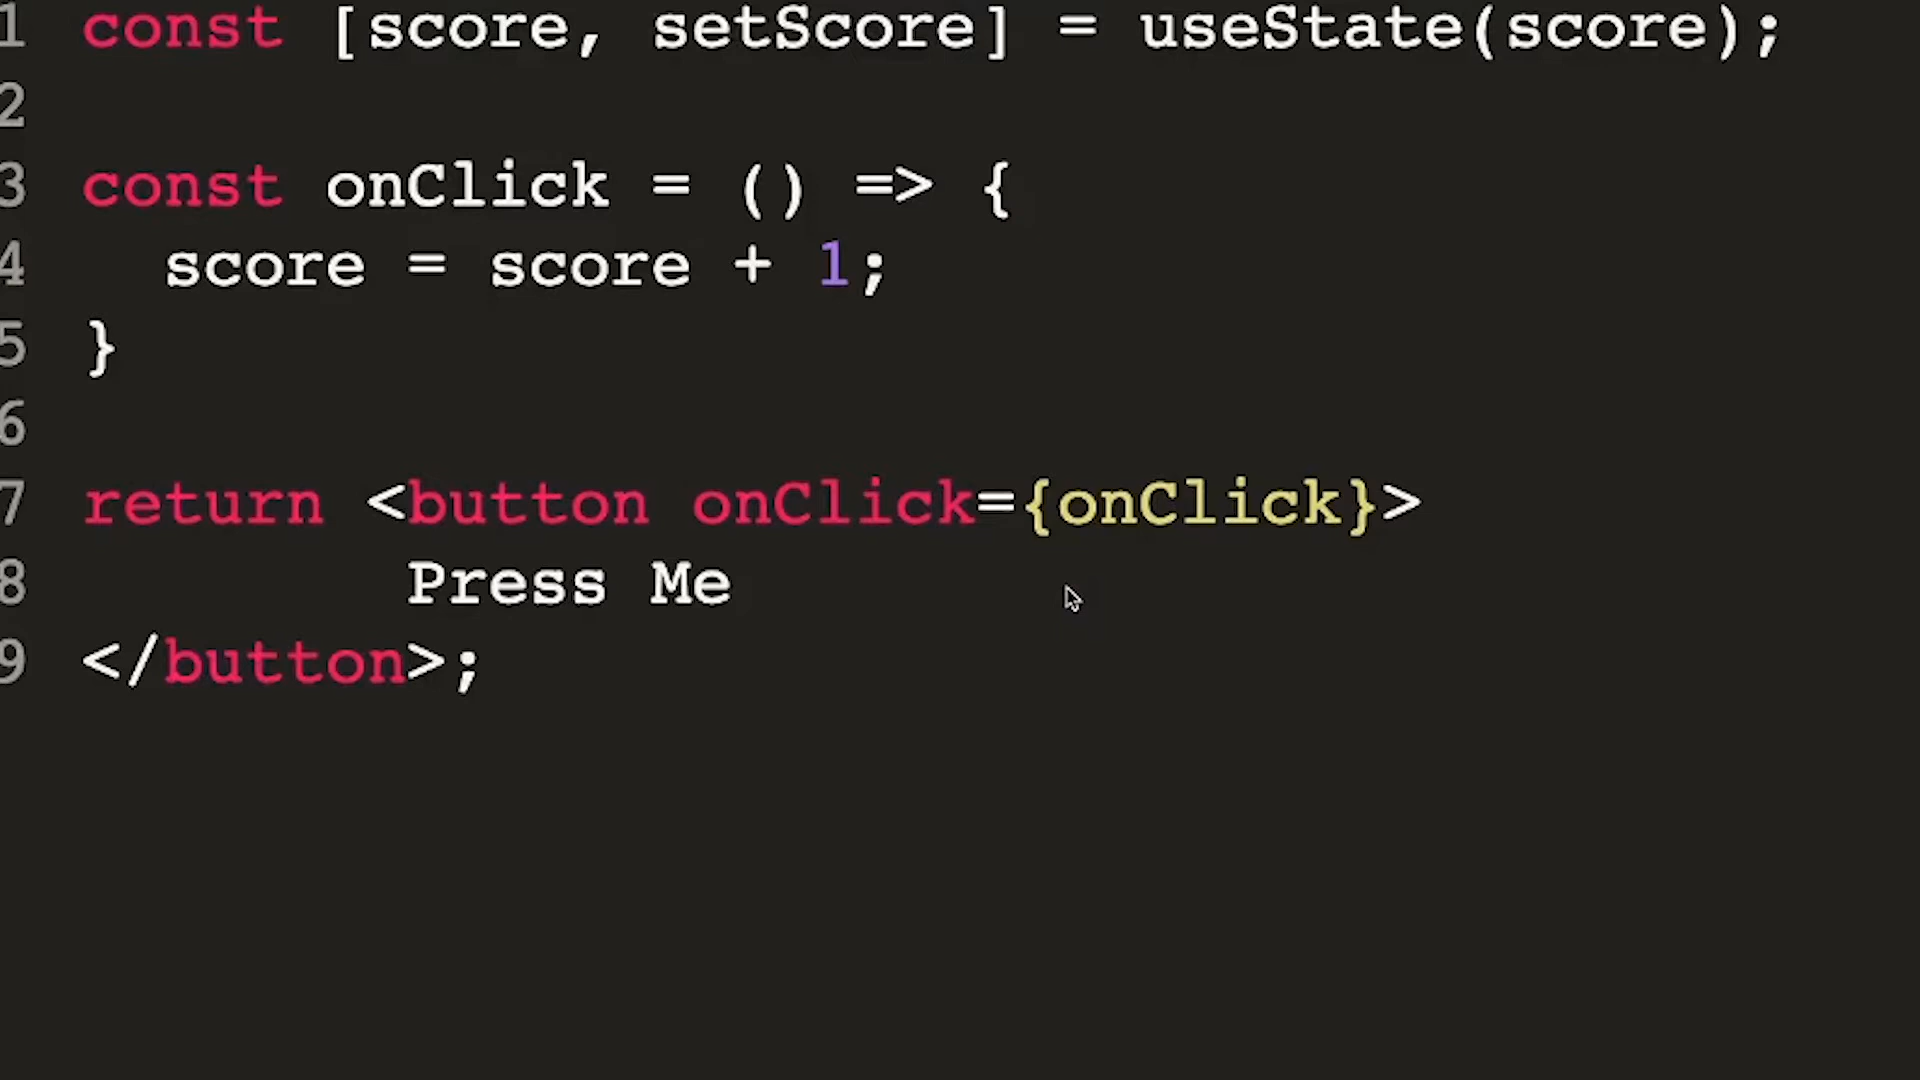 1 const [score, setScore] = useState(score);
2
3 const onClick = () => {
4   score = score + 1;
5 }
6
7 return <button onClick={onClick}>
8         Press Me
9 </button>;